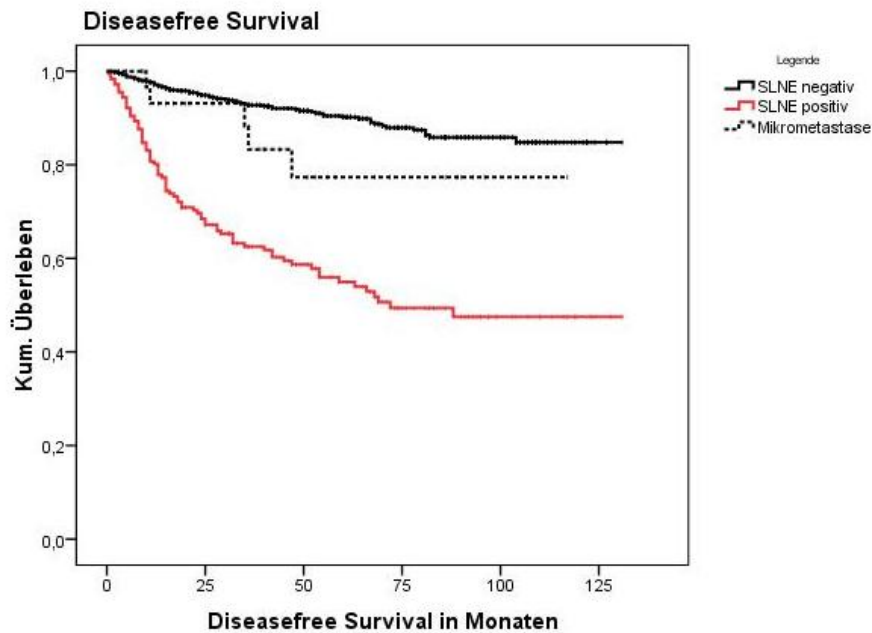 Diseasefree Survival
Legende
SLNE negativ
SLNE positiv
Mikrometastase
Kum. Überleben
1,0
0,8
0,6
0,4
0,2
0,0
0 25 50 75 100 125
Diseasefree Survival in Monaten